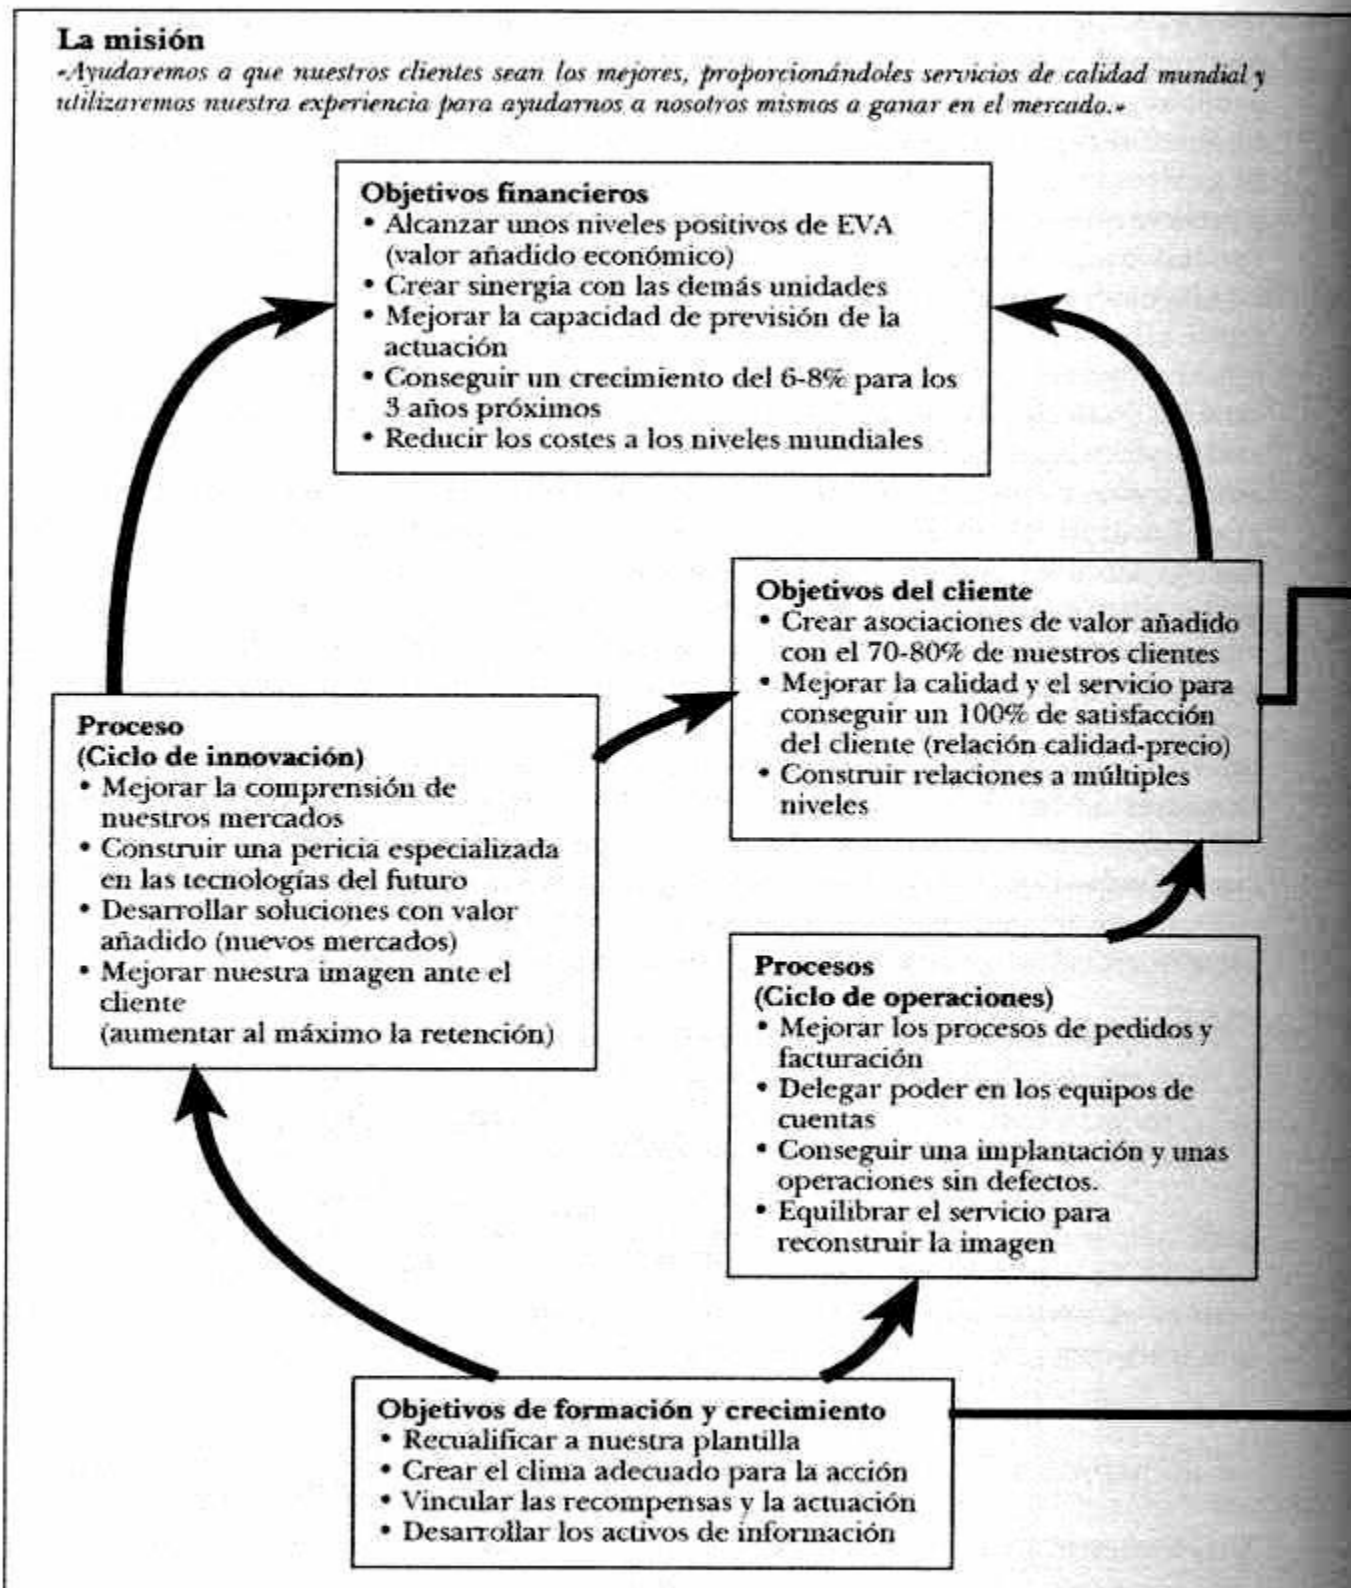 La misión
«Ayudaremos a que nuestros clientes sean los mejores, proporcionándoles servicios de calidad mundial y
utilizaremos nuestra experiencia para ayudarnos a nosotros mismos a ganar en el mercado.»
Objetivos financieros
• Alcanzar unos niveles positivos de EVA
(valor añadido económico)
• Crear sinergia con las demás unidades
• Mejorar la capacidad de previsión de la
actuación
• Conseguir un crecimiento del 6-8% para los
3 años próximos
• Reducir los costes a los niveles mundiales
Objetivos del cliente
• Crear asociaciones de valor añadido
con el 70-80% de nuestros clientes
• Mejorar la calidad y el servicio para
conseguir un 100% de satisfacción
del cliente (relación calidad-precio)
• Construir relaciones a múltiples
niveles
Proceso
(Ciclo de innovación)
• Mejorar la comprensión de
nuestros mercados
• Construir una pericia especializada
en las tecnologías del futuro
• Desarrollar soluciones con valor
añadido (nuevos mercados)
• Mejorar nuestra imagen ante el
cliente
(aumentar al máximo la retención)
Procesos
(Ciclo de operaciones)
• Mejorar los procesos de pedidos y
facturación
• Delegar poder en los equipos de
cuentas
• Conseguir una implantación y unas
operaciones sin defectos.
• Equilibrar el servicio para
reconstruir la imagen
Objetivos de formación y crecimiento
• Recualificar a nuestra plantilla
• Crear el clima adecuado para la acción
• Vincular las recompensas y la actuación
• Desarrollar los activos de información